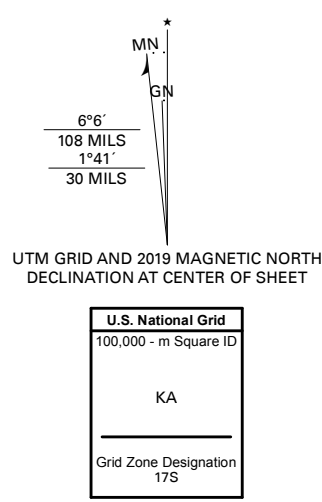 ★
MN
GN
6°6´
108 MILS
1°41´
30 MILS
UTM GRID AND 2019 MAGNETIC NORTH
DECLINATION AT CENTER OF SHEET
U.S. National Grid
100,000 - m Square ID
KA
Grid Zone Designation
17S